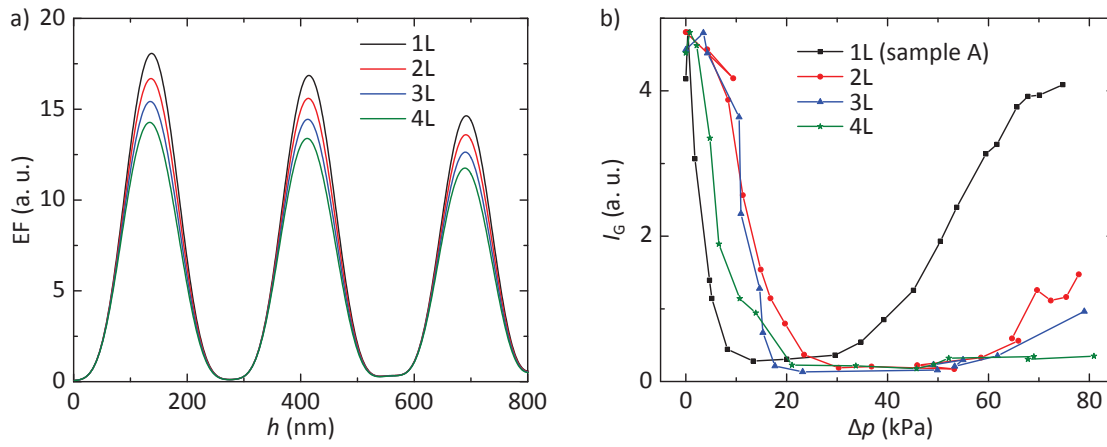 a)
20
15
10
5
0
EF (a. u.)
0 200 400 600 800
h (nm)
1L
2L
3L
4L
b)
4
2
0
I_G (a. u.)
0 20 40 60 80
Δp (kPa)
1L (sample A)
2L
3L
4L